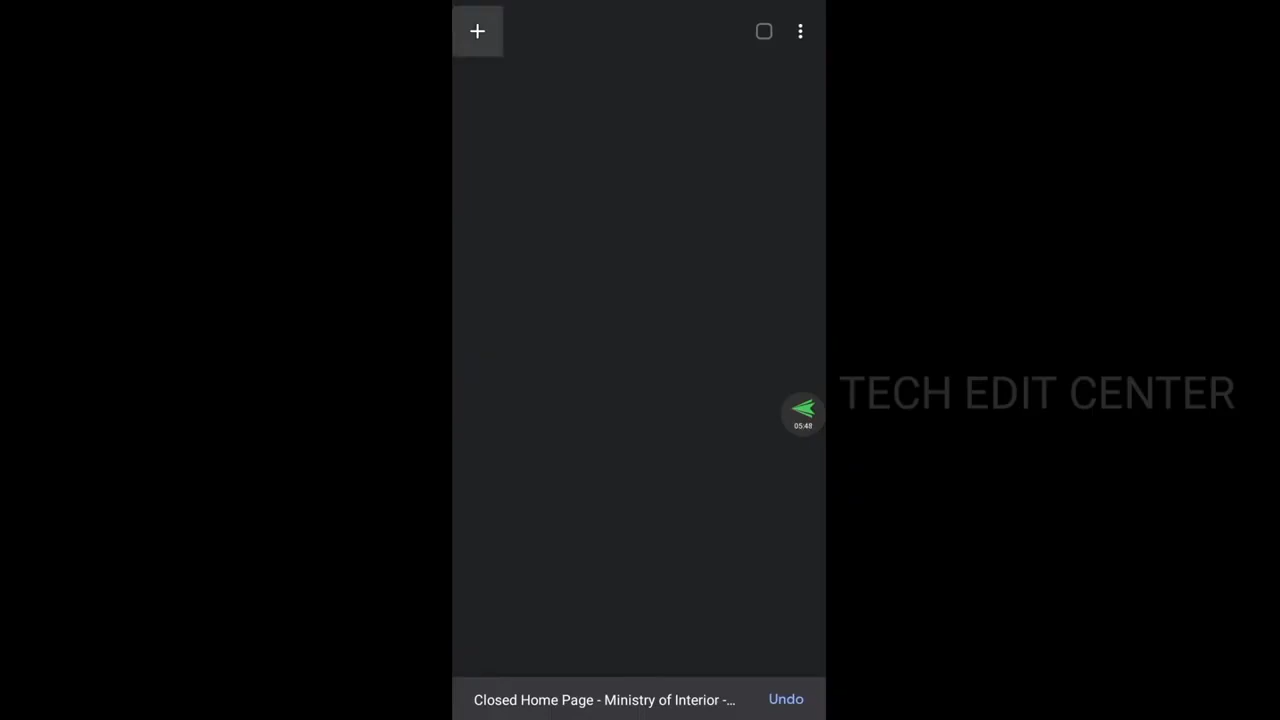 05:48
TECH EDIT CENTER
Closed Home Page - Ministry of Interior -...
Undo